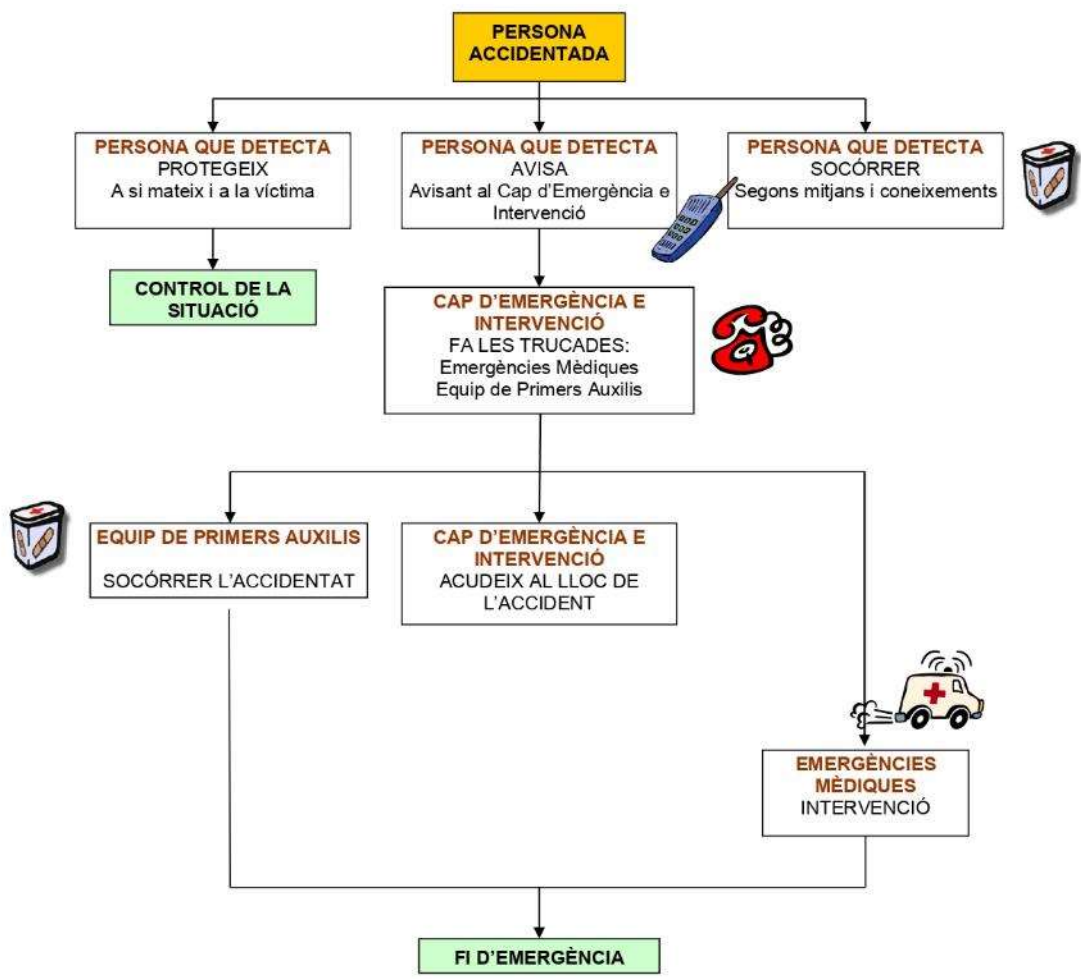 PERSONA
ACCIDENTADA
PERSONA QUE DETECTA
PROTEGEIX
A si mateix i a la víctima
PERSONA QUE DETECTA
AVISA
Avisant al Cap d'Emergència e
Intervenció
PERSONA QUE DETECTA
SOCÓRRER
Segons mitjans i coneixements
CONTROL DE LA
SITUACIÓ
CAP D'EMERGÈNCIA E
INTERVENCIÓ
FA LES TRUCADES:
Emergències Mèdiques
Equip de Primers Auxilis
EQUIP DE PRIMERS AUXILIS
SOCÓRRER L'ACCIDENTAT
CAP D'EMERGÈNCIA E
INTERVENCIÓ
ACUDEIX AL LLOC DE
L'ACCIDENT
EMERGÈNCIES
MÈDIQUES
INTERVENCIÓ
FI D'EMERGÈNCIA